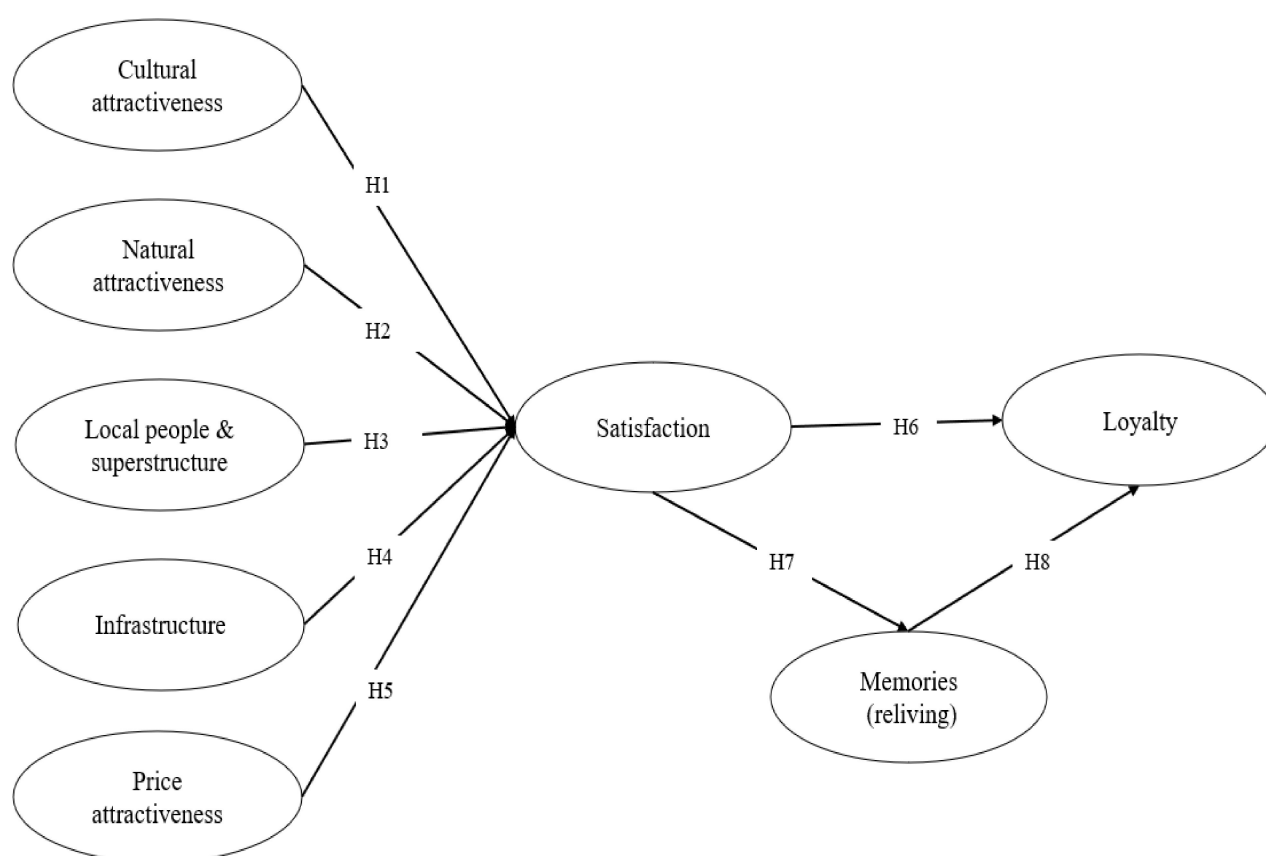 Cultural
attractiveness
H1
Natural
attractiveness
H2
Local people &
superstructure
H3
Infrastructure
H4
Price
attractiveness
H5
Satisfaction
H6
Loyalty
H7
H8
Memories
(reliving)